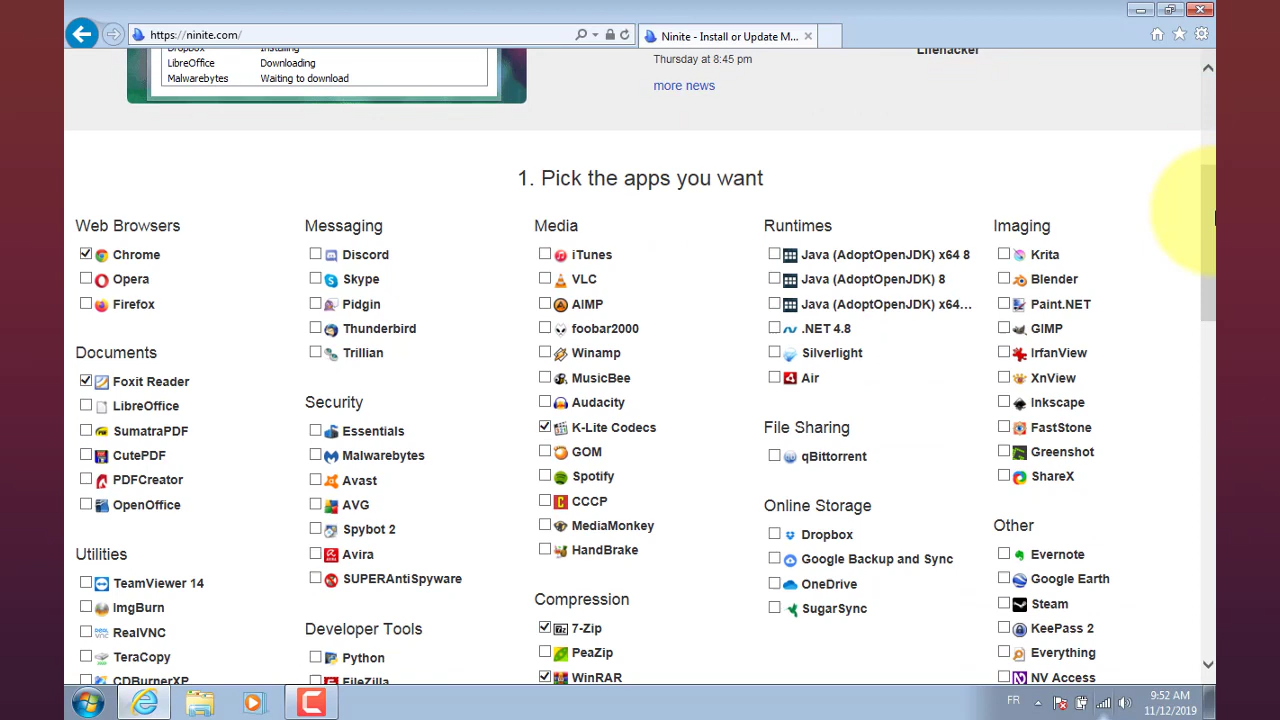 https://ninite.com/
Ninite - Install or Update M...
Dropbox Installing
LibreOffice Downloading
Malwarebytes Waiting to download
Thursday at 8:45 pm
more news
Lifehacker
1. Pick the apps you want
Web Browsers
Chrome
Opera
Firefox
Documents
Foxit Reader
LibreOffice
SumatraPDF
CutePDF
PDFCreator
OpenOffice
Utilities
TeamViewer 14
ImgBurn
RealVNC
TeraCopy
CDBurnerXP
Messaging
Discord
Skype
Pidgin
Thunderbird
Trillian
Security
Essentials
Malwarebytes
Avast
AVG
Spybot 2
Avira
SUPERAntiSpyware
Developer Tools
Python
FileZilla
Media
iTunes
VLC
AIMP
foobar2000
Winamp
MusicBee
Audacity
K-Lite Codecs
GOM
Spotify
CCCP
MediaMonkey
HandBrake
Compression
7-Zip
PeaZip
WinRAR
Runtimes
Java (AdoptOpenJDK) x64 8
Java (AdoptOpenJDK) 8
Java (AdoptOpenJDK) x64...
.NET 4.8
Silverlight
Air
File Sharing
qBittorrent
Online Storage
Dropbox
Google Backup and Sync
OneDrive
SugarSync
Imaging
Krita
Blender
Paint.NET
GIMP
IrfanView
XnView
Inkscape
FastStone
Greenshot
ShareX
Other
Evernote
Google Earth
Steam
KeePass 2
Everything
NV Access
FR
9:52 AM
11/12/2019